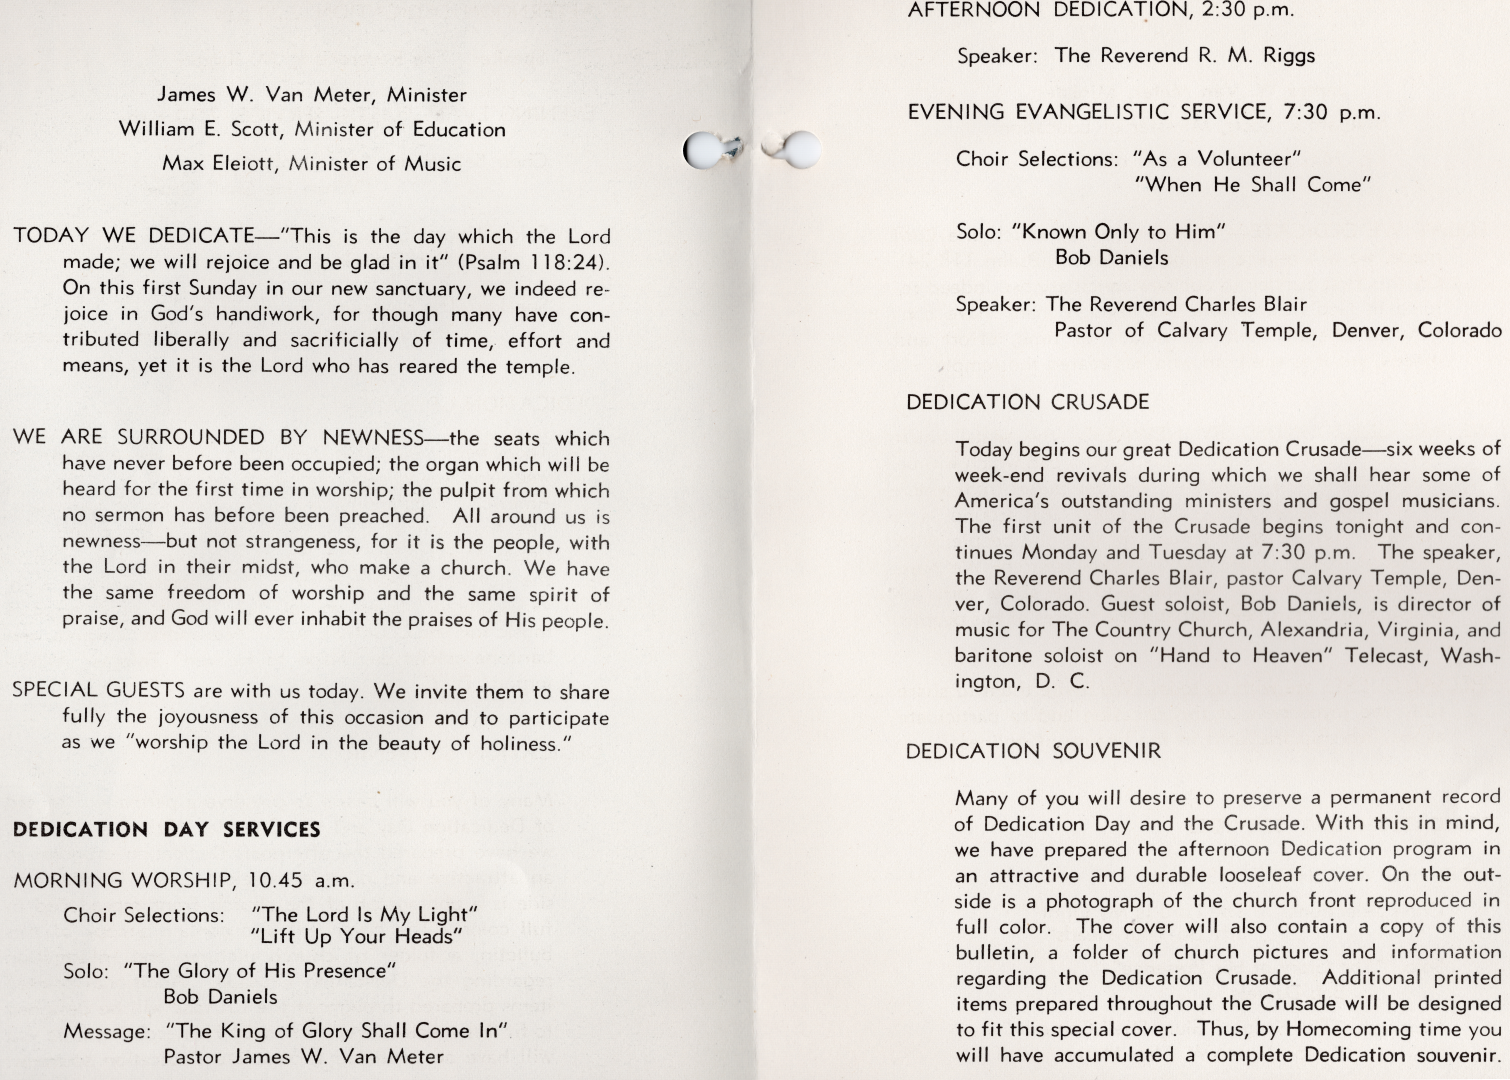 James W. Van Meter, Minister
William E. Scott, Minister of Education
Max Eleiott, Minister of Music
TODAY WE DEDICATE—"This is the day which the Lord
made; we will rejoice and be glad in it" (Psalm 118:24).
On this first Sunday in our new sanctuary, we indeed re-
joice in God's handiwork, for though many have con-
tributed liberally and sacrificially of time, effort and
means, yet it is the Lord who has reared the temple.
WE ARE SURROUNDED BY NEWNESS—the seats which
have never before been occupied; the organ which will be
heard for the first time in worship; the pulpit from which
no sermon has before been preached. All around us is
newness—but not strangeness, for it is the people, with
the Lord in their midst, who make a church. We have
the same freedom of worship and the same spirit of
praise, and God will ever inhabit the praises of His people.
SPECIAL GUESTS are with us today. We invite them to share
fully the joyousness of this occasion and to participate
as we "worship the Lord in the beauty of holiness."
DEDICATION DAY SERVICES
MORNING WORSHIP, 10.45 a.m.
Choir Selections: "The Lord Is My Light"
"Lift Up Your Heads"
Solo: "The Glory of His Presence"
Bob Daniels
Message: "The King of Glory Shall Come In"
Pastor James W. Van Meter
AFTERNOON DEDICATION, 2:30 p.m.
Speaker: The Reverend R. M. Riggs
EVENING EVANGELISTIC SERVICE, 7:30 p.m.
Choir Selections: "As a Volunteer"
"When He Shall Come"
Solo: "Known Only to Him"
Bob Daniels
Speaker: The Reverend Charles Blair
Pastor of Calvary Temple, Denver, Colorado
DEDICATION CRUSADE
Today begins our great Dedication Crusade—six weeks of
week-end revivals during which we shall hear some of
America's outstanding ministers and gospel musicians.
The first unit of the Crusade begins tonight and con-
tinues Monday and Tuesday at 7:30 p.m. The speaker,
the Reverend Charles Blair, pastor Calvary Temple, Den-
ver, Colorado. Guest soloist, Bob Daniels, is director of
music for The Country Church, Alexandria, Virginia, and
baritone soloist on "Hand to Heaven" Telecast, Wash-
ington, D. C.
DEDICATION SOUVENIR
Many of you will desire to preserve a permanent record
of Dedication Day and the Crusade. With this in mind,
we have prepared the afternoon Dedication program in
an attractive and durable looseleaf cover. On the out-
side is a photograph of the church front reproduced in
full color. The cover will also contain a copy of this
bulletin, a folder of church pictures and information
regarding the Dedication Crusade. Additional printed
items prepared throughout the Crusade will be designed
to fit this special cover. Thus, by Homecoming time you
will have accumulated a complete Dedication souvenir.